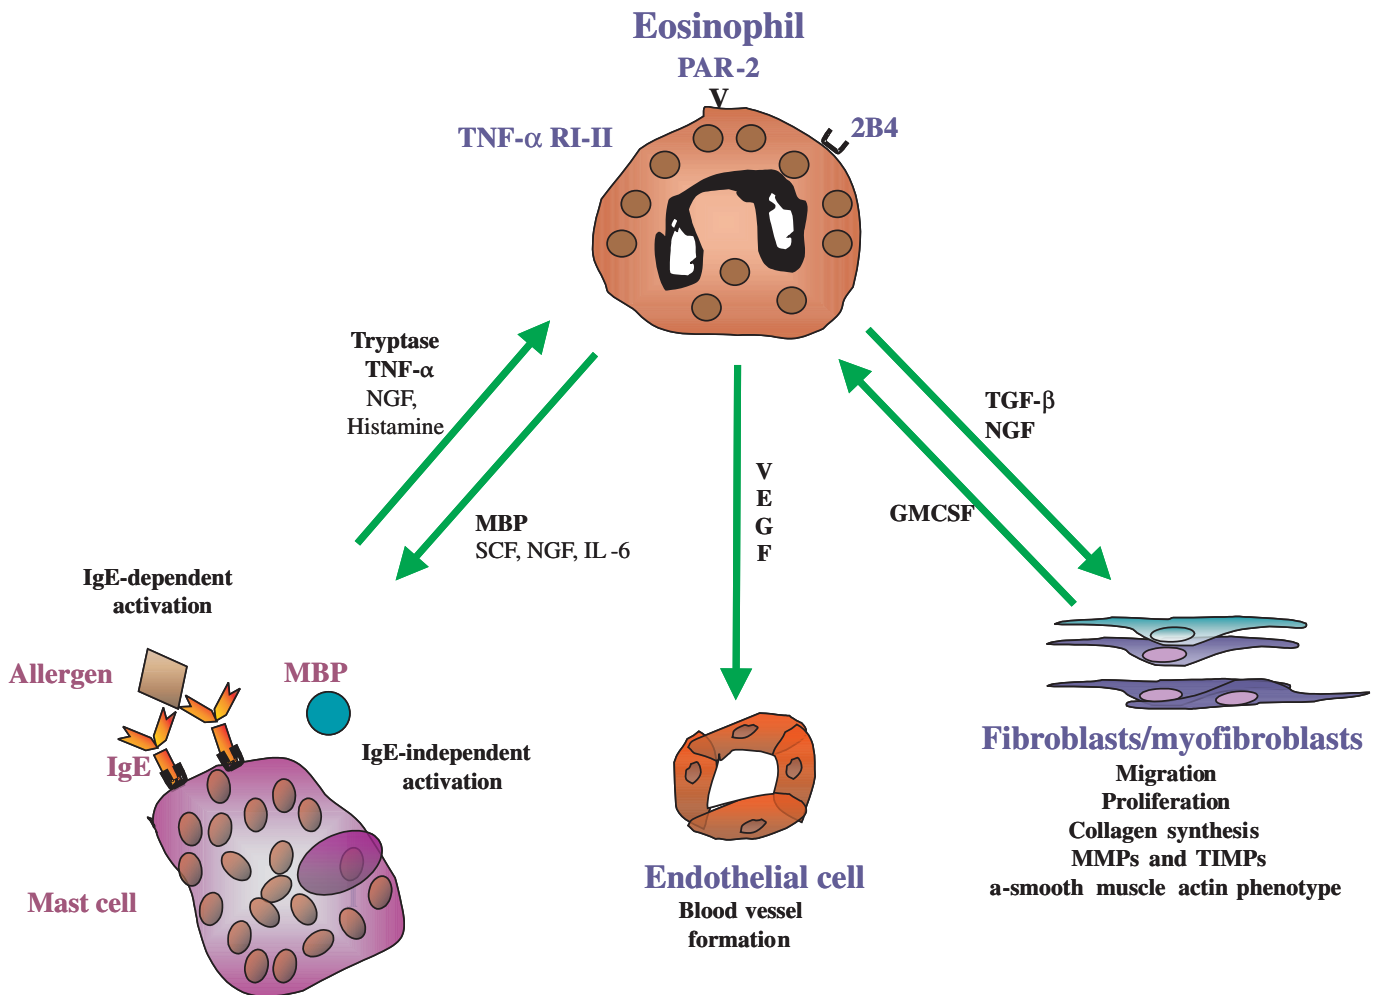 Eosinophil
PAR-2
V
TNF-α RI-II
2B4
Tryptase
TNF-α
NGF,
Histamine
MBP
SCF, NGF, IL -6
V
E
G
F
TGF-β
NGF
GMCSF
IgE-dependent
activation
Allergen
MBP
IgE
IgE-independent
activation
Mast cell
Endothelial cell
Blood vessel
formation
Fibroblasts/myofibroblasts
Migration
Proliferation
Collagen synthesis
MMPs and TIMPs
a-smooth muscle actin phenotype